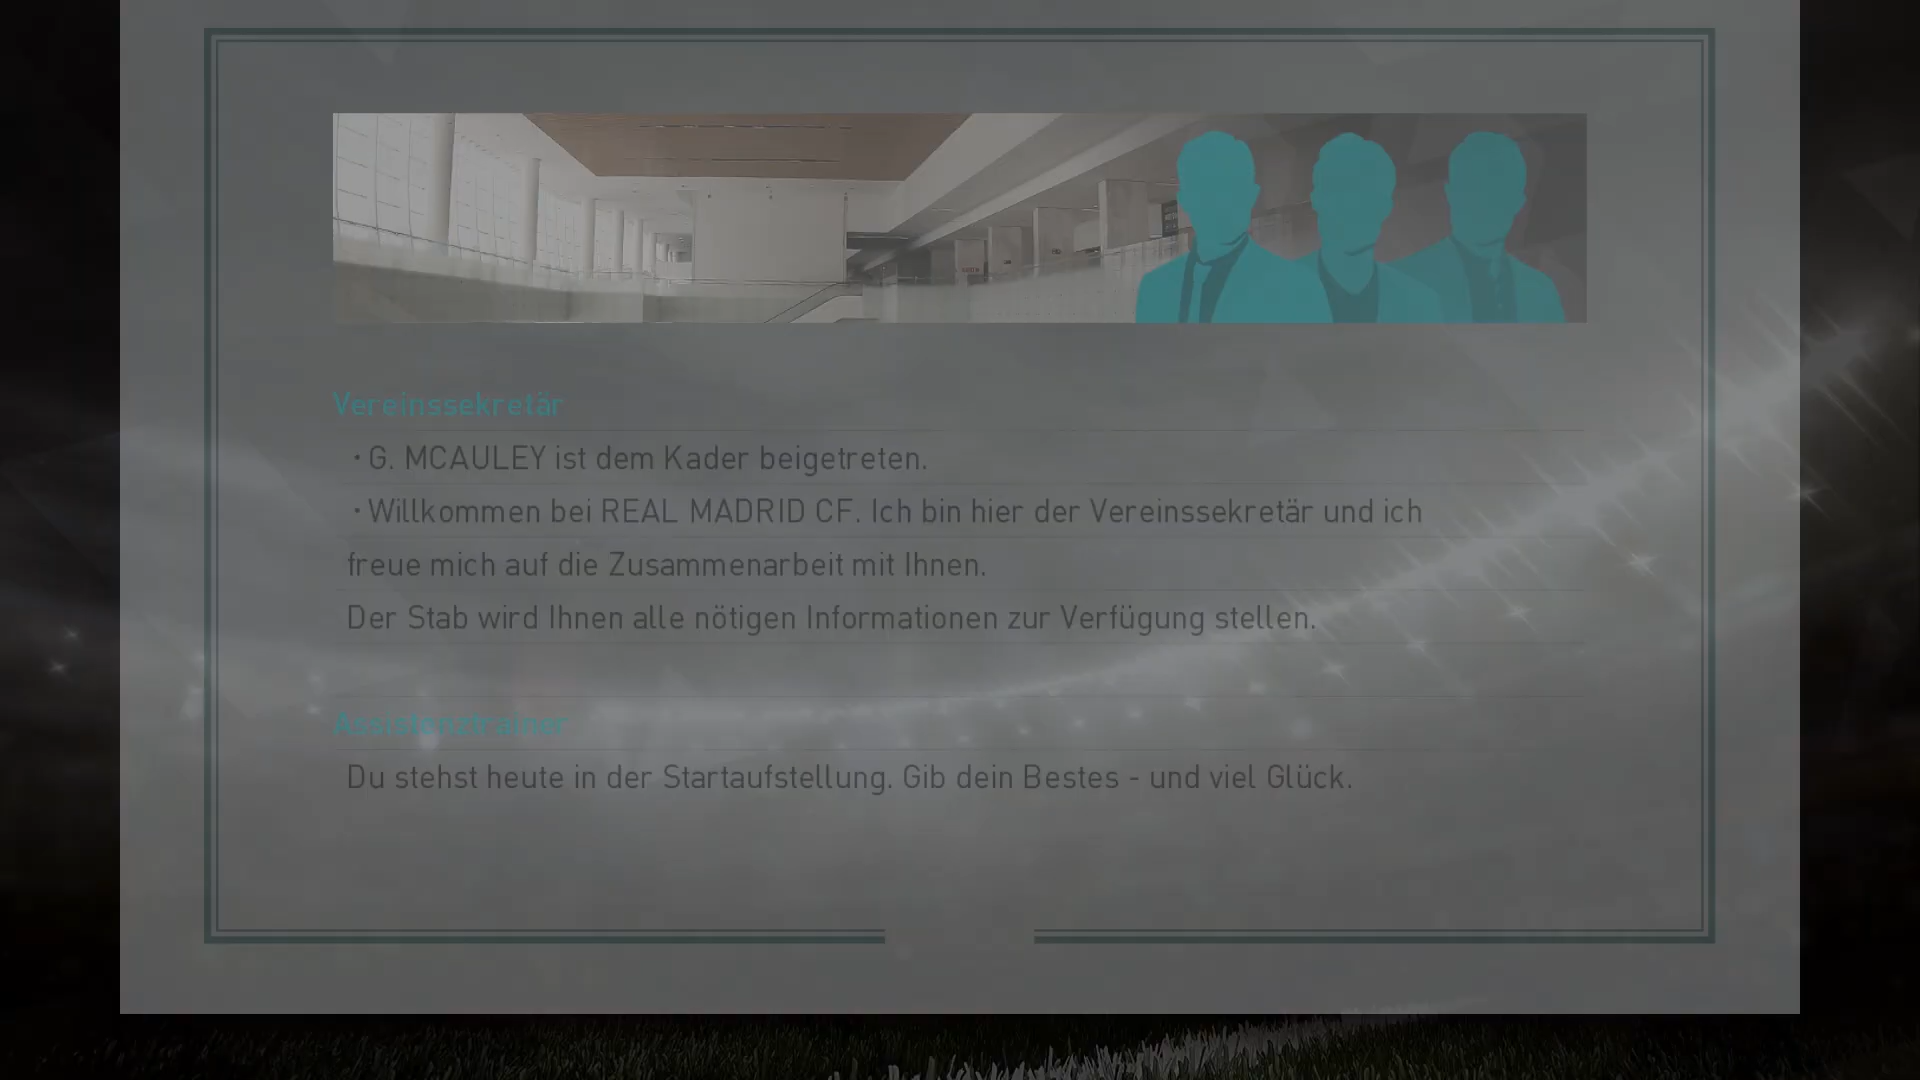 Vereinssekretär
・G. MCAULEY ist dem Kader beigetreten.
・Willkommen bei REAL MADRID CF. Ich bin hier der Vereinssekretär und ich
freue mich auf die Zusammenarbeit mit Ihnen.
Der Stab wird Ihnen alle nötigen Informationen zur Verfügung stellen.
Assistenztrainer
Du stehst heute in der Startaufstellung. Gib dein Bestes - und viel Glück.